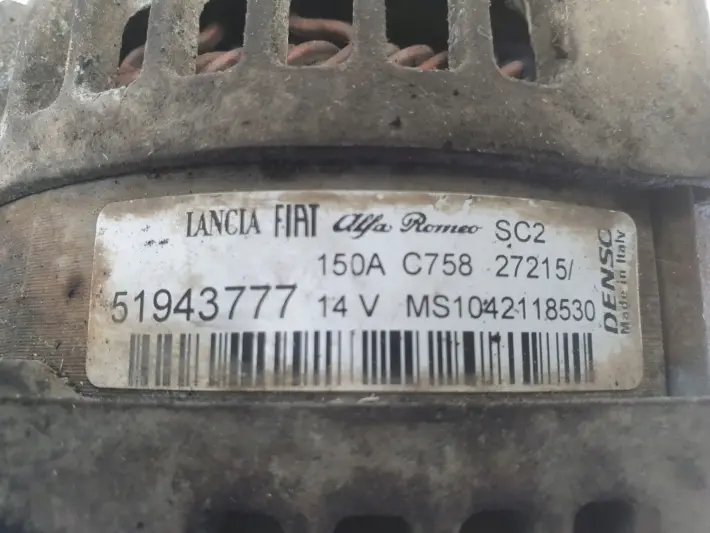 LANCIA FIAT Alfa Romeo SC2
150A C758 27215/
51943777 14 V MS1042118530
DENSO
Made in Italy